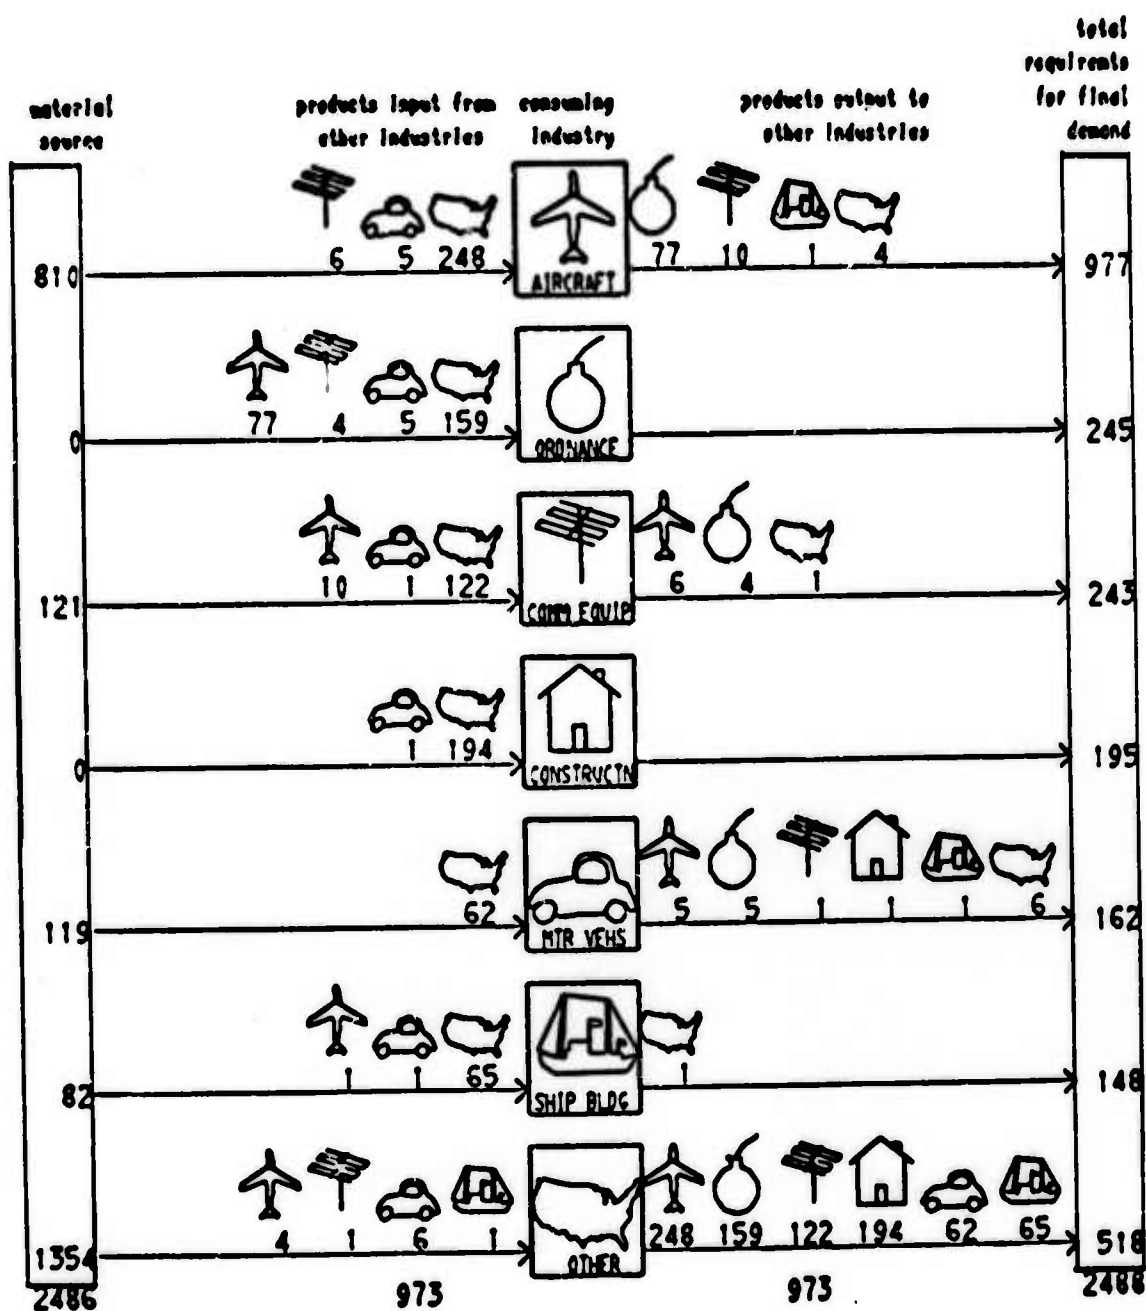 total
requirents
material products input from consuming products output to for final
source other industries industry other industries demand
6 5 248 77 10 1 4
810 977
AIRCRAFT
77 4 5 159
0 245
ORDNANCE
10 1 122 6 4 1
121 243
COMM EQUIP
1 194
0 195
CONSTRUCTN
62 5 5 1 1 1 6
119 162
MTR VEHS
1 1 65 1
82 148
SHIP BLDG
4 1 6 1 248 159 122 194 62 65
1354 518
OTHER
2486 973 973 2486